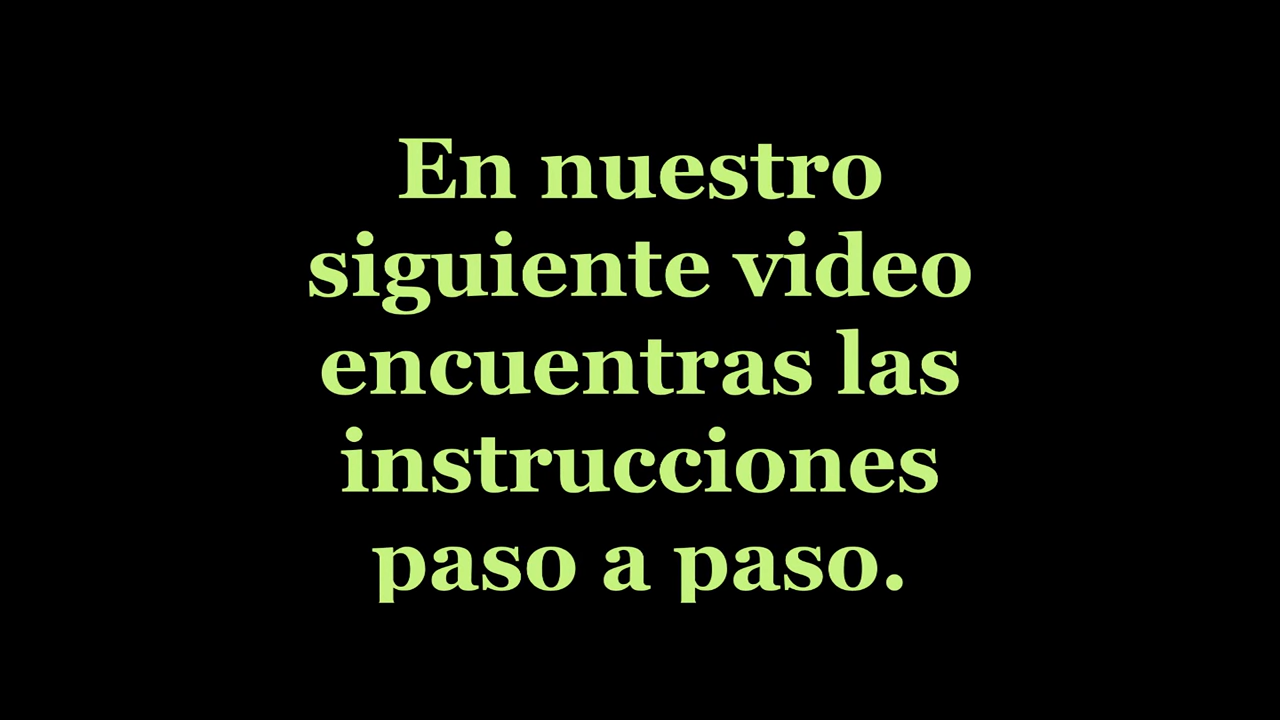 En nuestro
siguiente video
encuentras las
instrucciones
paso a paso.